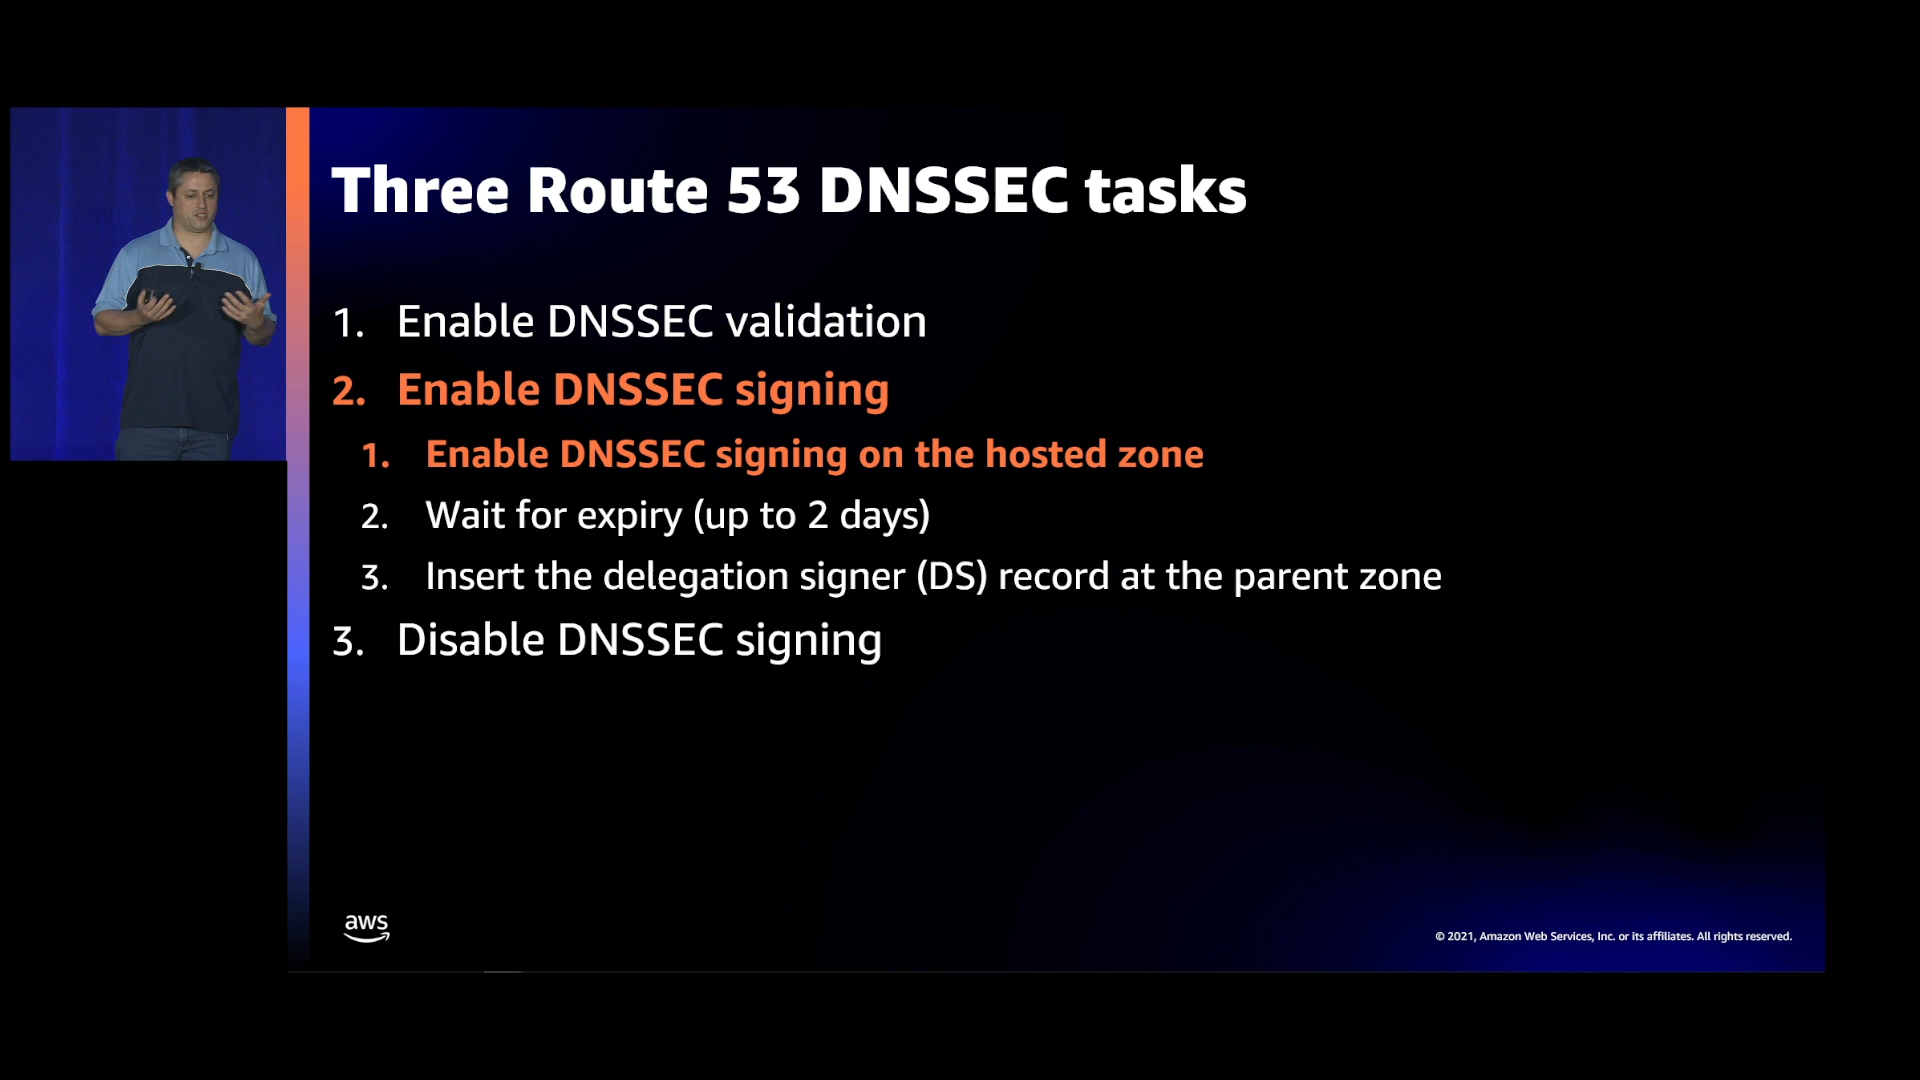 Three Route 53 DNSSEC tasks
1. Enable DNSSEC validation
2. Enable DNSSEC signing
1. Enable DNSSEC signing on the hosted zone
2. Wait for expiry (up to 2 days)
3. Insert the delegation signer (DS) record at the parent zone
3. Disable DNSSEC signing
aws
© 2021, Amazon Web Services, Inc. or its affiliates. All rights reserved.